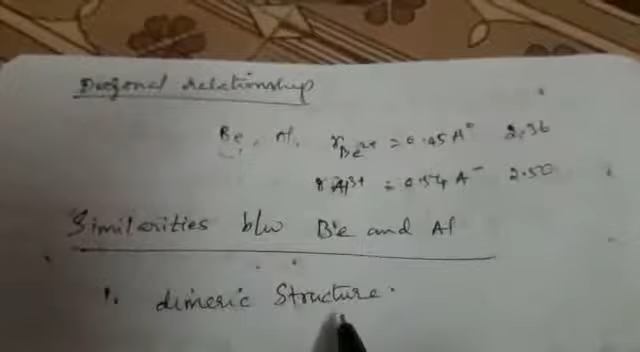 Diagonal relationship
Be, Al, rBe²⁺ = 0.45 A° 2.36
rAl³⁺ = 0.54 A° 2.50
Similarities b/w Be and Al
1. dimeric Structure.